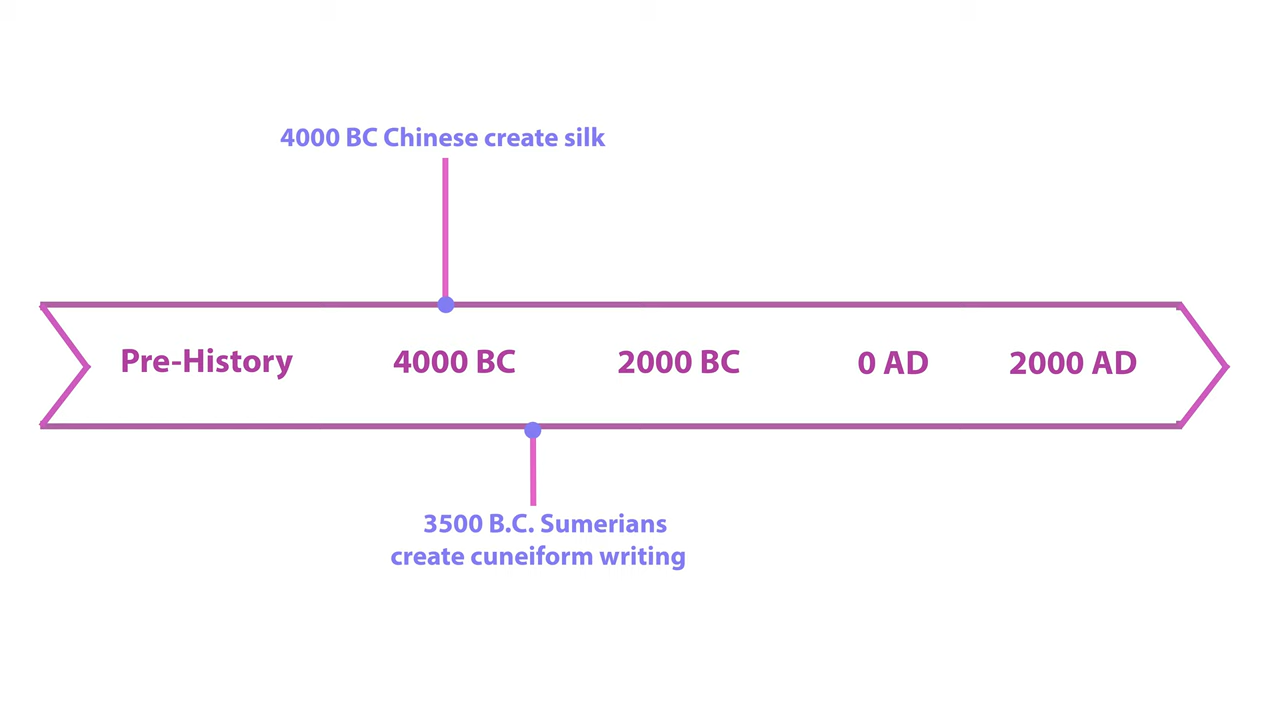 4000 BC Chinese create silk
Pre-History 4000 BC 2000 BC 0 AD 2000 AD
3500 B.C. Sumerians
create cuneiform writing